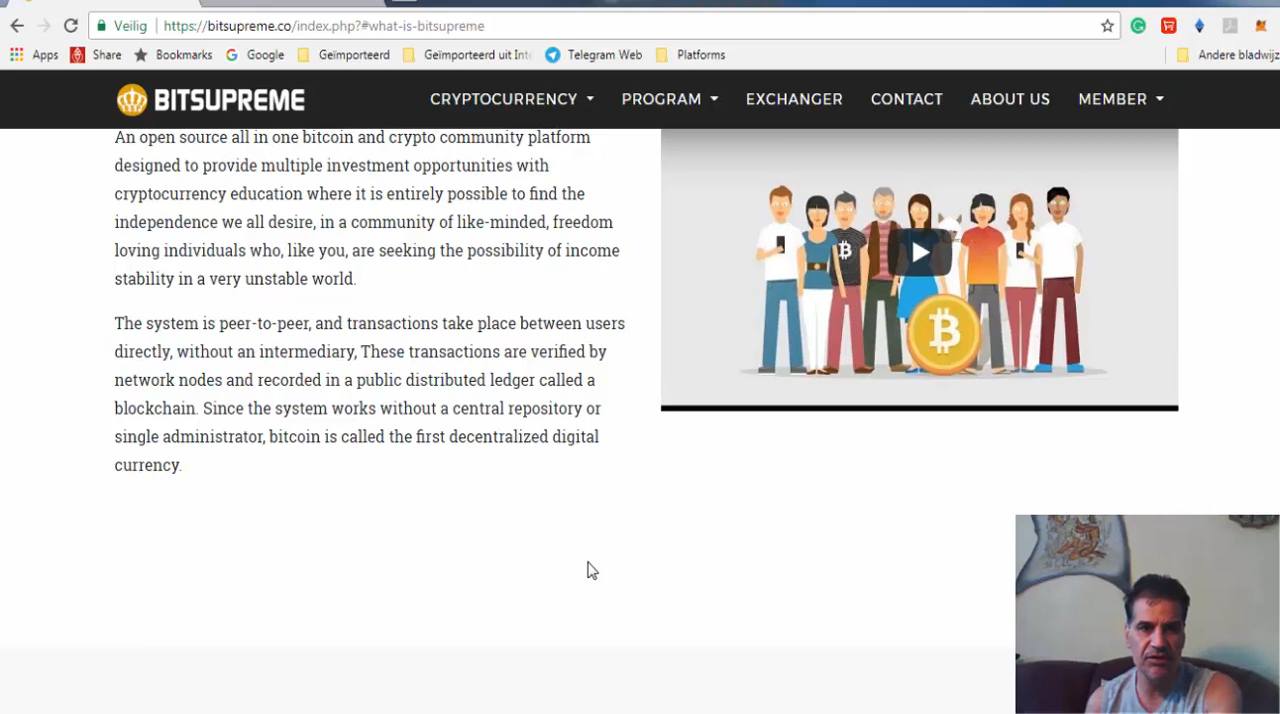 Veilig
https://bitsupreme.co/index.php?#what-is-bitsupreme
Apps Share Bookmarks Google Geïmporteerd Geïmporteerd uit Telegram Web Platforms Andere bladwijz
BITSUPREME CRYPTOCURRENCY PROGRAM EXCHANGER CONTACT ABOUT US MEMBER
An open source all in one bitcoin and crypto community platform
designed to provide multiple investment opportunities with
cryptocurrency education where it is entirely possible to find the
independence we all desire, in a community of like-minded, freedom
loving individuals who, like you, are seeking the possibility of income
stability in a very unstable world.
The system is peer-to-peer, and transactions take place between users
directly, without an intermediary, These transactions are verified by
network nodes and recorded in a public distributed ledger called a
blockchain. Since the system works without a central repository or
single administrator, bitcoin is called the first decentralized digital
currency.